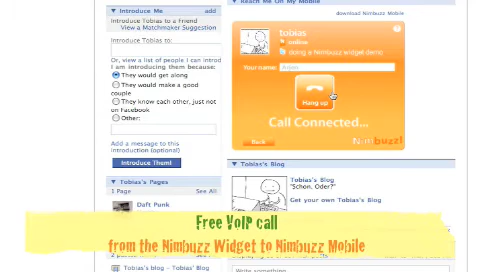 Introduce Me add
Introduce Tobias to a Friend
View a Matchmaker Suggestion
Introduce Tobias to:
Or, view a list of people I can introd
I am introducing them because:
They would get along
They would make a good
couple
They know each other, just not
on Facebook
Other:
Add a message to this
introduction (optional)
Introduce Them!
Tobias's Pages
1 Page See All
Daft Punk
Tobias's blog - Tobias' Blog
Reach Me On My Mobile
download Nimbuzz mobile
tobias
online
doing a Nimbuzz widget demo
Your name:
Hang up
Call Connected...
Back
Nimbuzz!
Tobias's Blog
Tobias's Blog
"Schon, Oder?"
Get your own Tobias's Blog
See All
Write something
Free VoIP call
from the Nimbuzz Widget to Nimbuzz Mobile